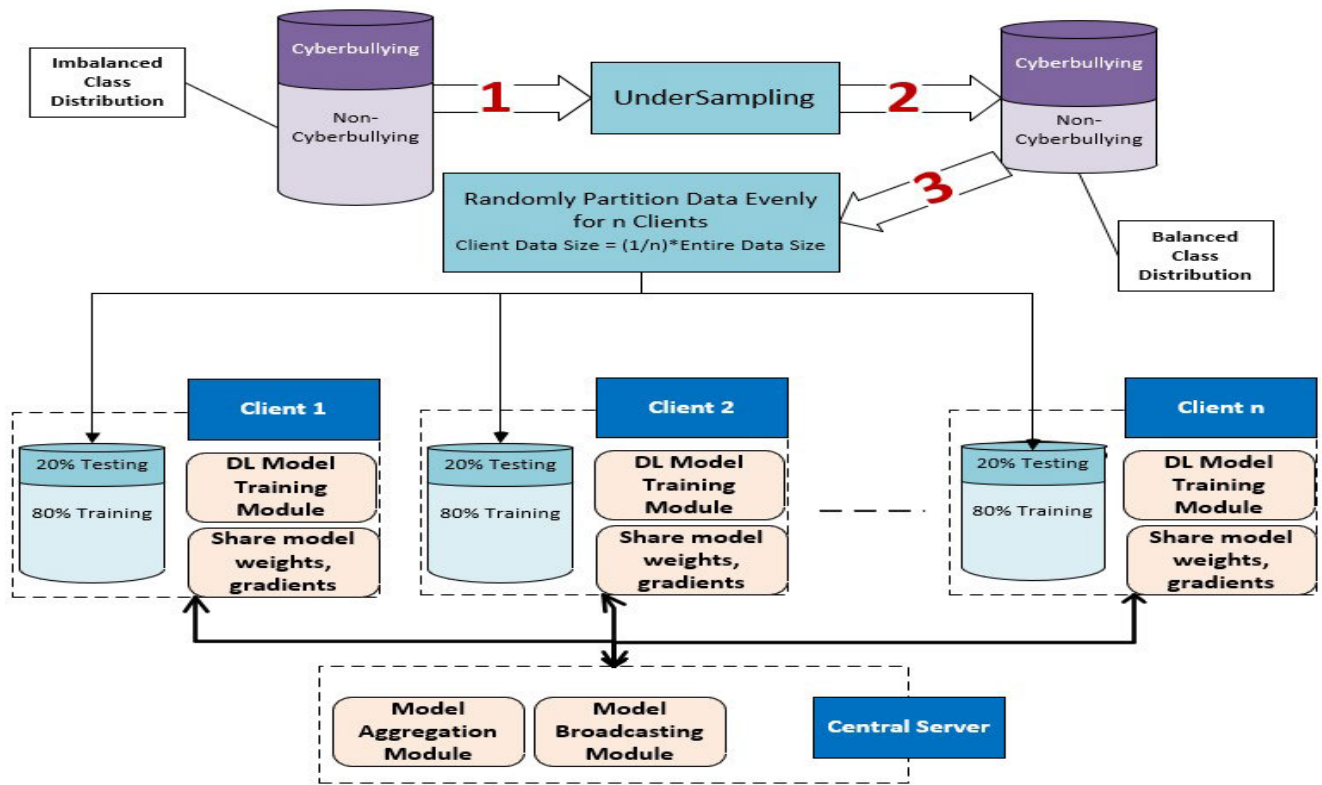 Imbalanced
Class
Distribution
Cyberbullying
Non-
Cyberbullying
1
UnderSampling
2
Cyberbullying
Non-
Cyberbullying
3
Randomly Partition Data Evenly
for n Clients
Client Data Size = (1/n)*Entire Data Size
Balanced
Class
Distribution
Client 1
20% Testing
80% Training
DL Model
Training
Module
Share model
weights,
gradients
Client 2
20% Testing
80% Training
DL Model
Training
Module
Share model
weights,
gradients
Client n
20% Testing
80% Training
DL Model
Training
Module
Share model
weights,
gradients
Model
Aggregation
Module
Model
Broadcasting
Module
Central Server